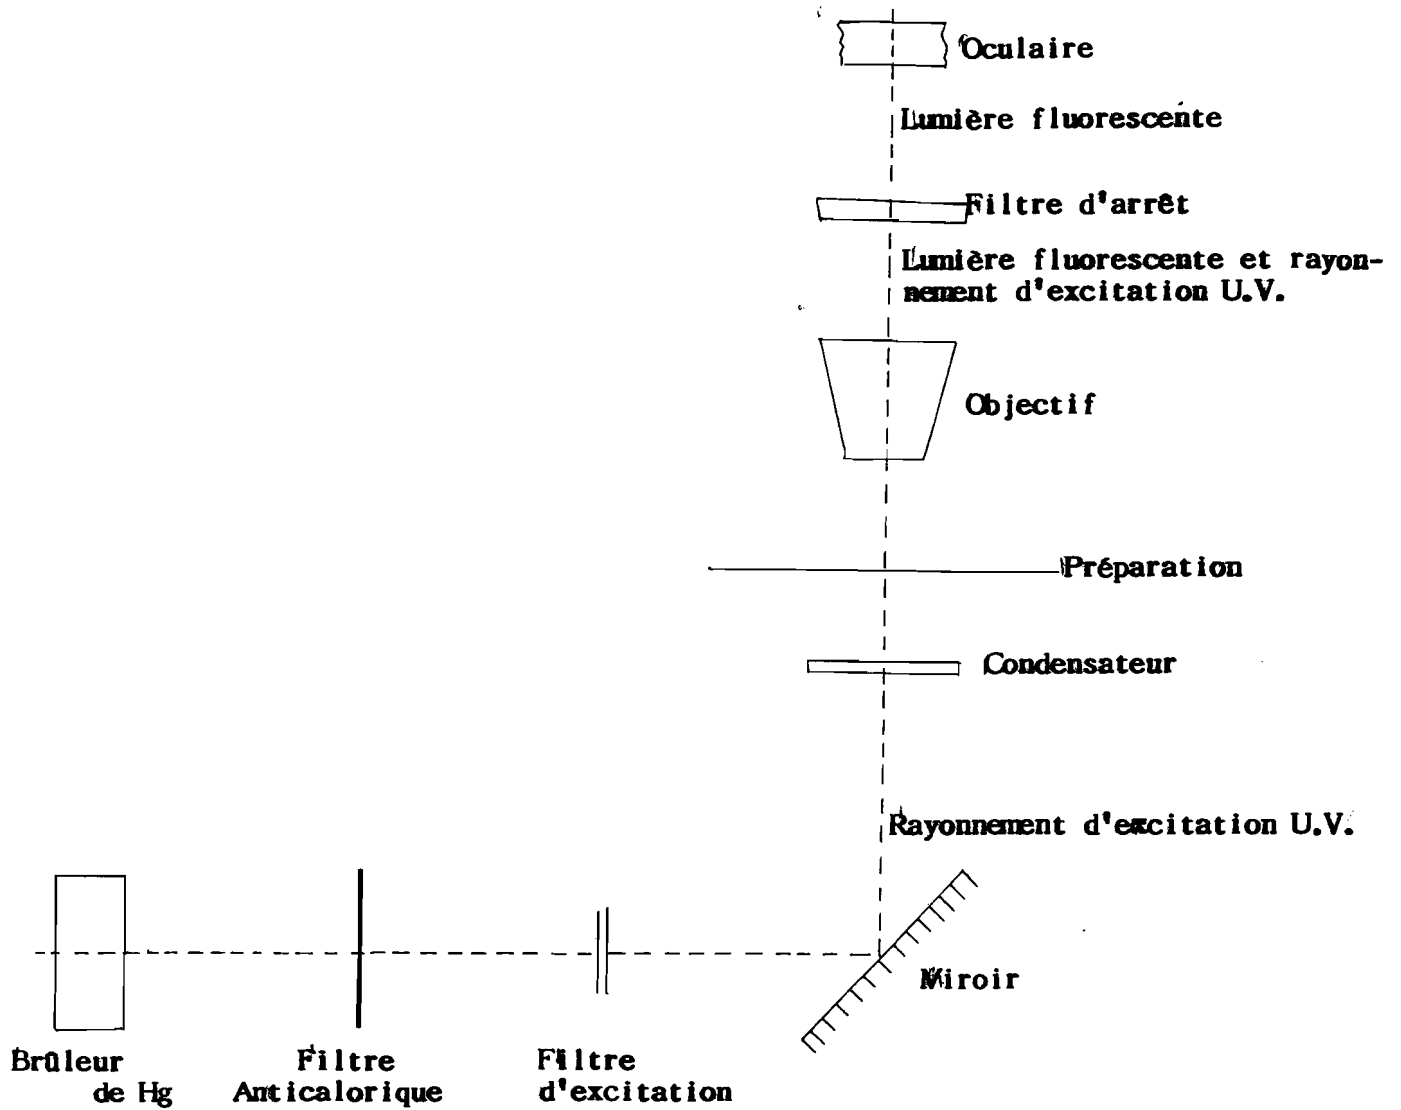 Oculaire
Lumière fluorescente
Filtre d'arrêt
Lumière fluorescente et rayon-
nement d'excitation U.V.
Objectif
Préparation
Condensateur
Rayonnement d'excitation U.V.
Miroir
Brûleur
de Hg
Filtre
Anticalorique
Filtre
d'excitation